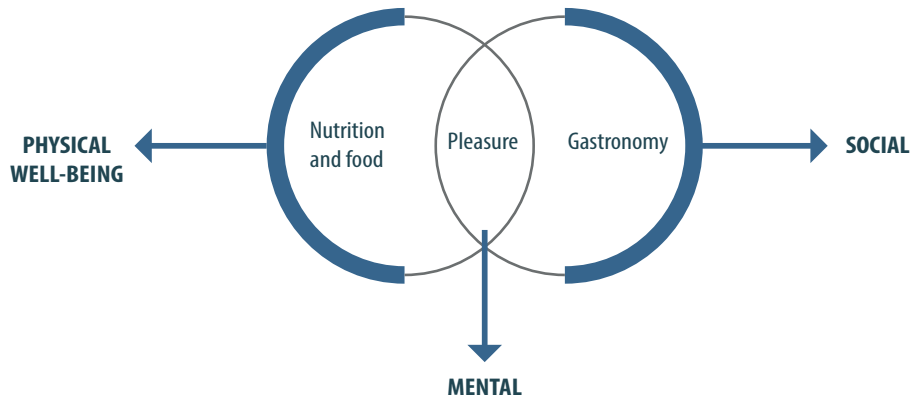 Nutrition
and food
Pleasure
Gastronomy
PHYSICAL
WELL-BEING
SOCIAL
MENTAL